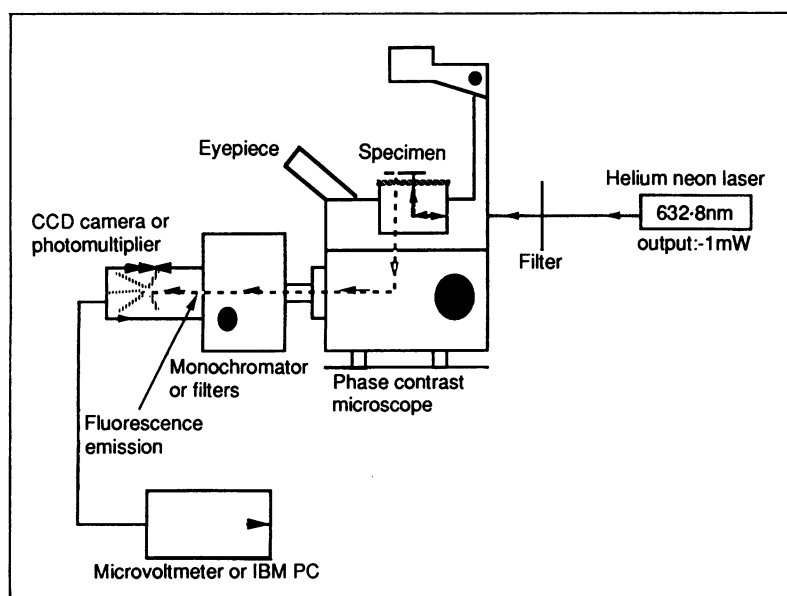 Eyepiece
Specimen
Helium neon laser
632·8nm
output:-1mW
CCD camera or
photomultiplier
Filter
Monochromator
or filters
Phase contrast
microscope
Fluorescence
emission
Microvoltmeter or IBM PC